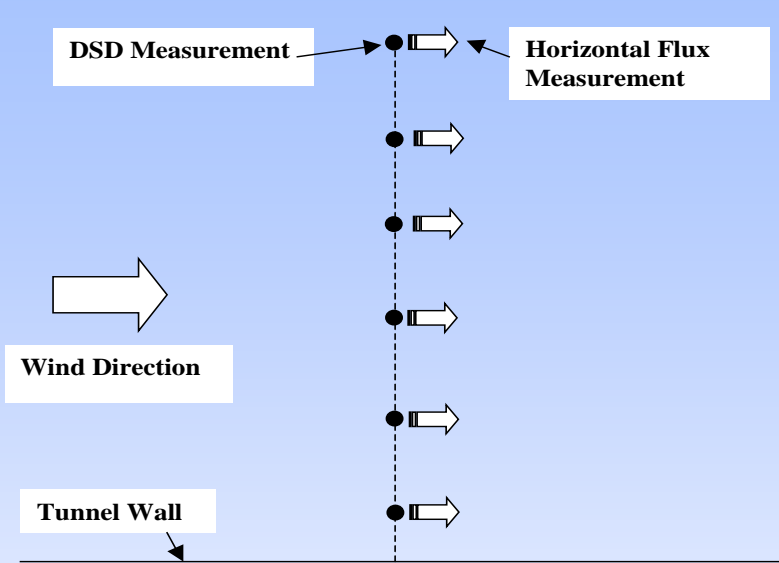 DSD Measurement
Horizontal Flux
Measurement
Wind Direction
Tunnel Wall